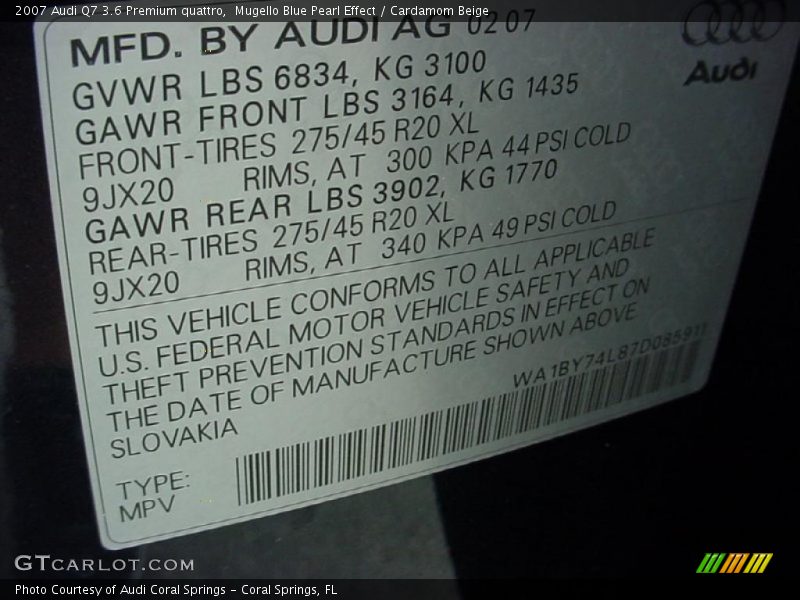 2007 Audi Q7 3.6 Premium quattro, Mugello Blue Pearl Effect / Cardamom Beige
MFD. BY AUDI AG 02 07
Audi
GVWR LBS 6834, KG 3100
GAWR FRONT LBS 3164, KG 1435
FRONT-TIRES 275/45 R20 XL
9JX20 RIMS, AT 300 KPA 44 PSI COLD
GAWR REAR LBS 3902, KG 1770
REAR-TIRES 275/45 R20 XL
9JX20 RIMS, AT 340 KPA 49 PSI COLD
THIS VEHICLE CONFORMS TO ALL APPLICABLE
U.S. FEDERAL MOTOR VEHICLE SAFETY AND
THEFT PREVENTION STANDARDS IN EFFECT ON
THE DATE OF MANUFACTURE SHOWN ABOVE
SLOVAKIA
WA1BY74L87D085911
TYPE:
MPV
GTCARLOT.COM
Photo Courtesy of Audi Coral Springs - Coral Springs, FL